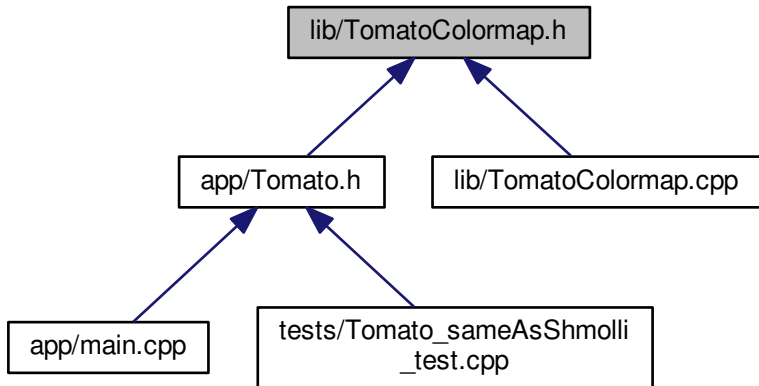 lib/TomatoColormap.h
app/Tomato.h
lib/TomatoColormap.cpp
app/main.cpp
tests/Tomato_sameAsShmolli
_test.cpp